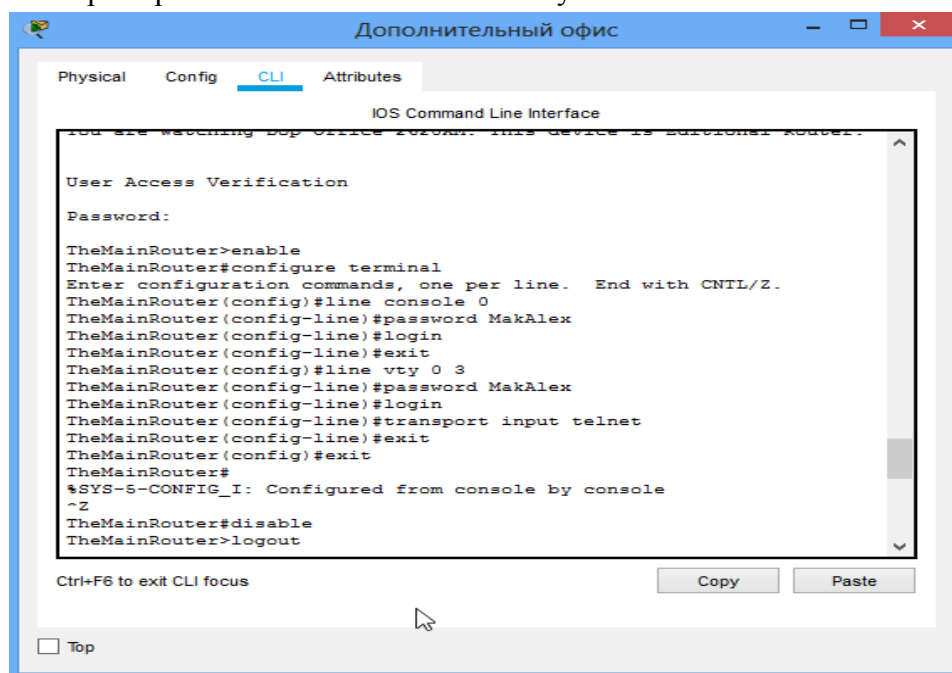 Дополнительный офис
Physical Config CLI Attributes
IOS Command Line Interface
User Access Verification
Password:
TheMainRouter>enable
TheMainRouter#configure terminal
Enter configuration commands, one per line. End with CNTL/Z.
TheMainRouter(config)#line console 0
TheMainRouter(config-line)#password MakAlex
TheMainRouter(config-line)#login
TheMainRouter(config-line)#exit
TheMainRouter(config)#line vty 0 3
TheMainRouter(config-line)#password MakAlex
TheMainRouter(config-line)#login
TheMainRouter(config-line)#transport input telnet
TheMainRouter(config-line)#exit
TheMainRouter(config)#exit
TheMainRouter#
%SYS-5-CONFIG_I: Configured from console by console
^Z
TheMainRouter#disable
TheMainRouter>logout
Ctrl+F6 to exit CLI focus
Copy Paste
Top